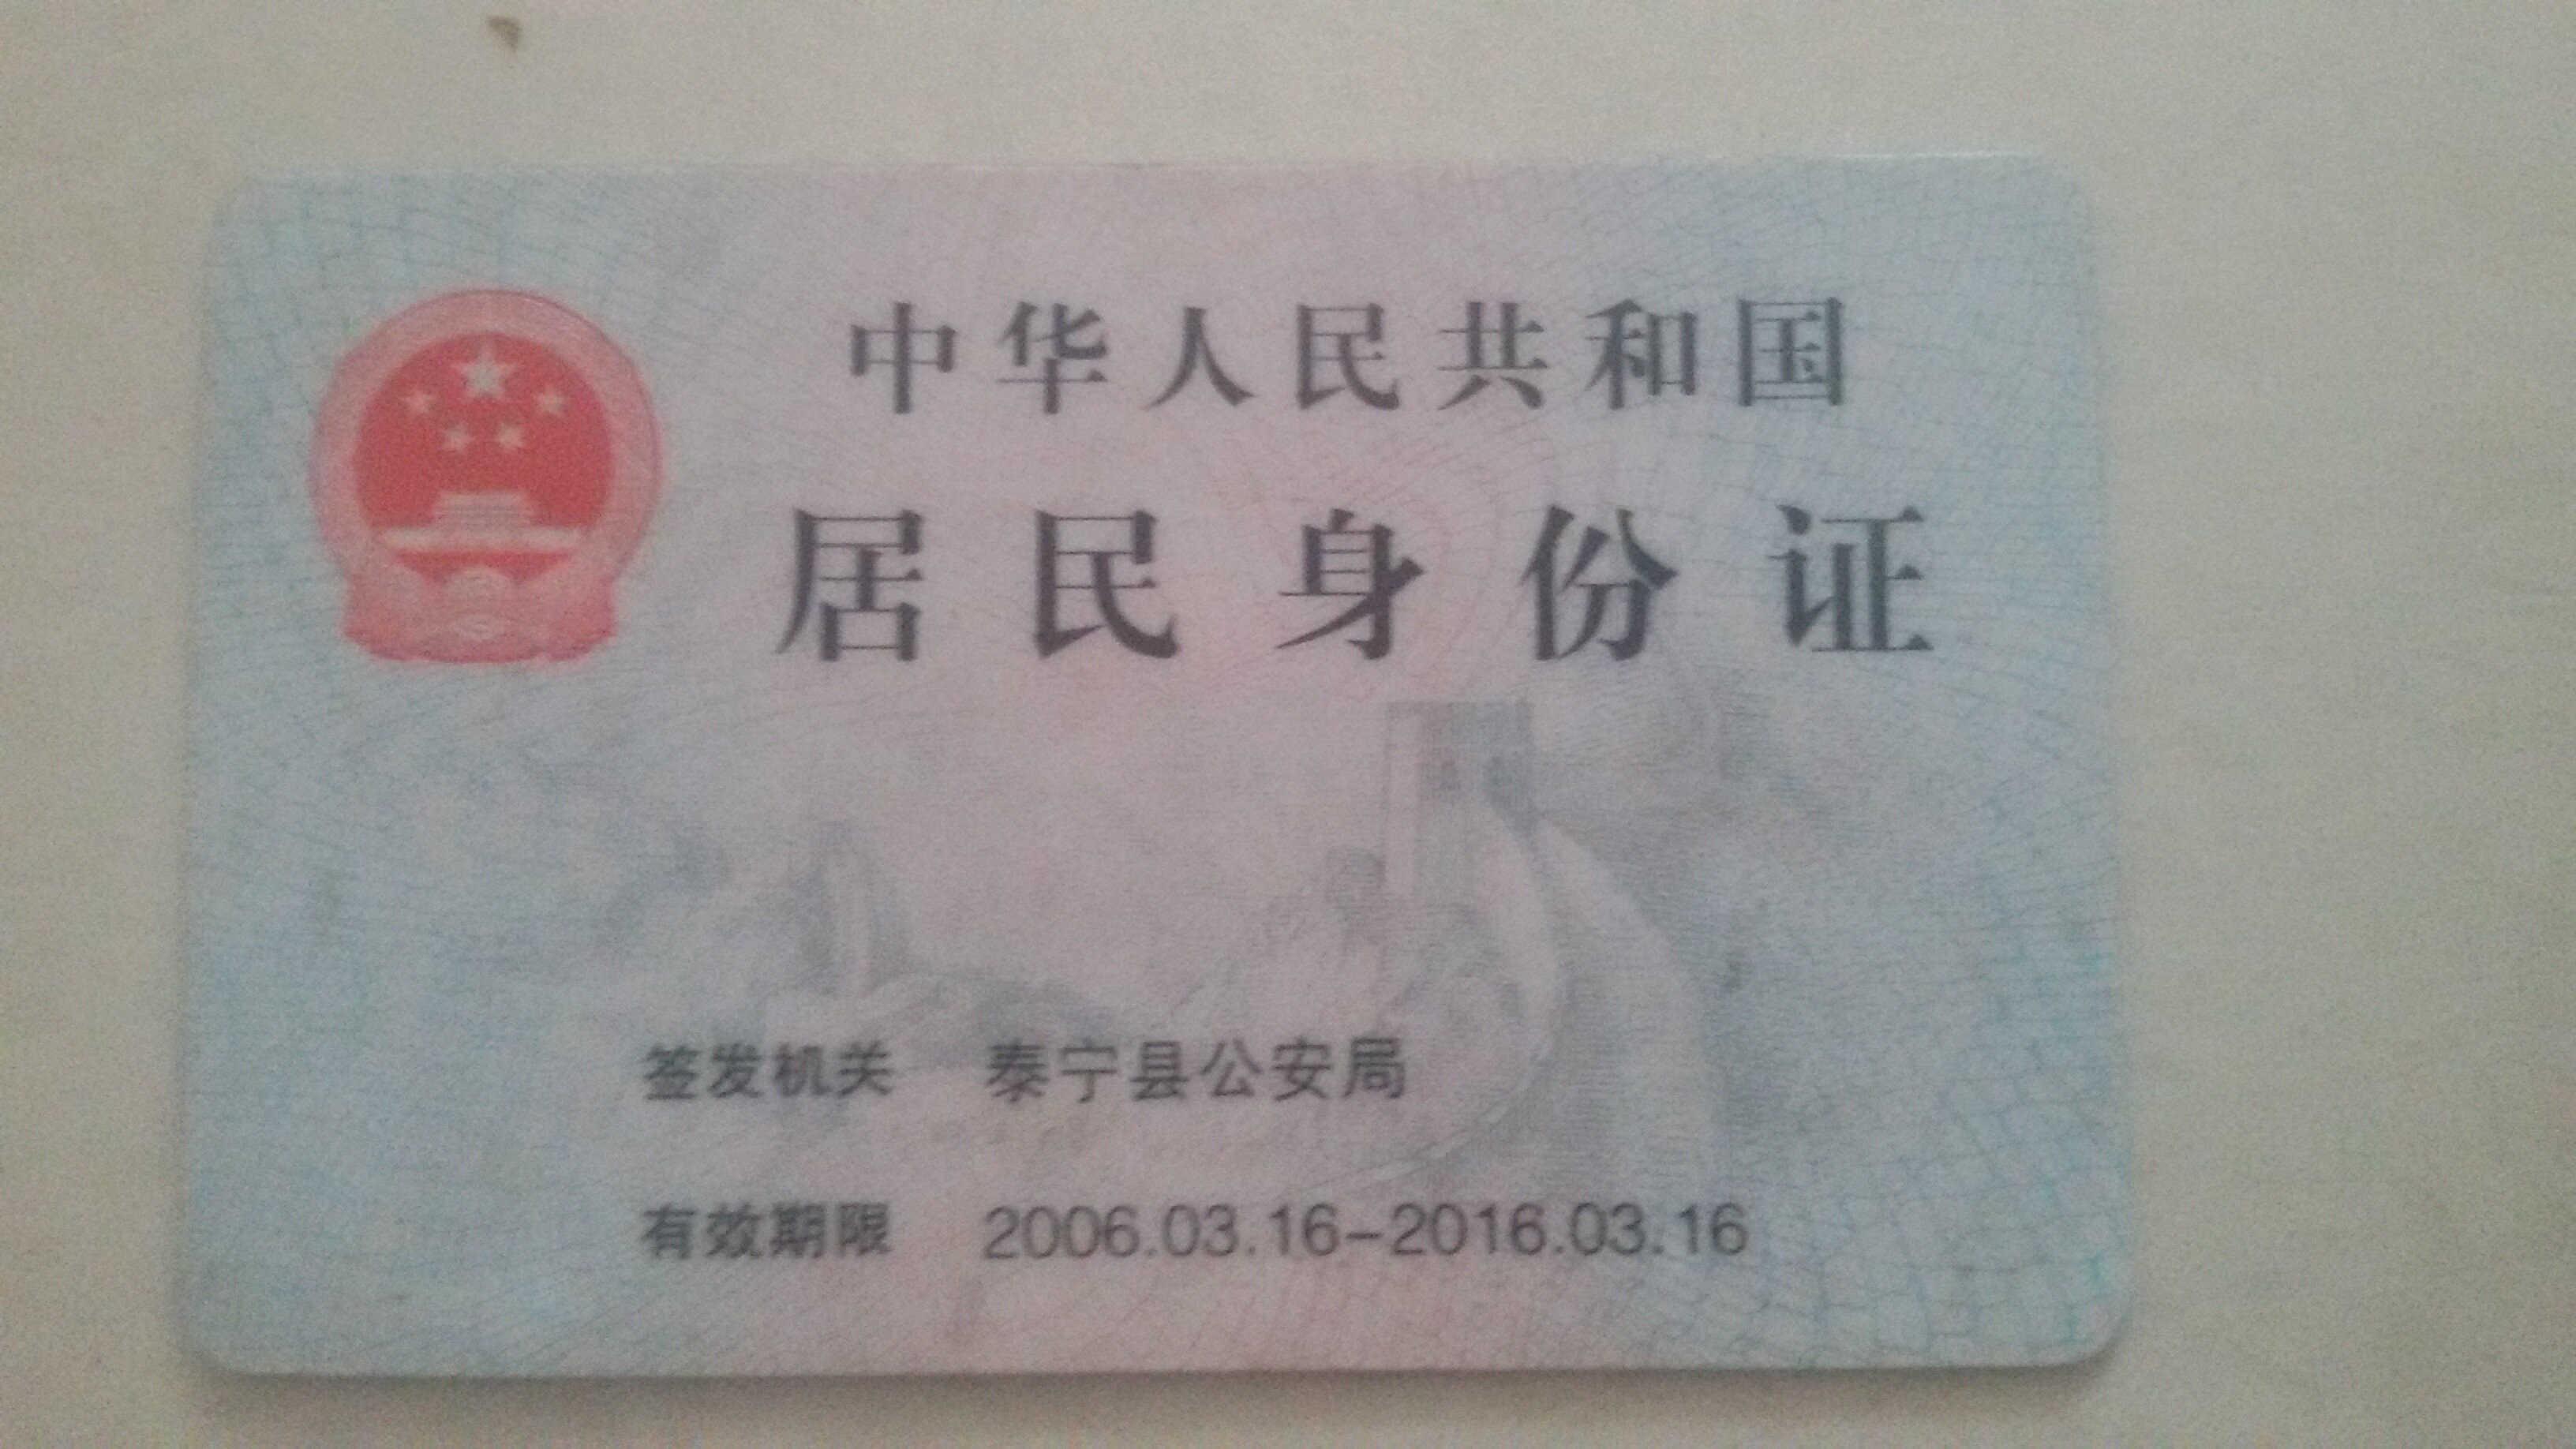 中华人民共和国
居民身份证
签发机关 泰宁县公安局
有效期限 2006.03.16-2016.03.16